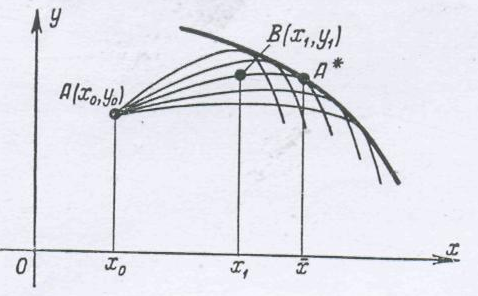 y
B(x₁,y₁)
A*
A(x₀,y₀)
0
x₀
x₁
x̄
x